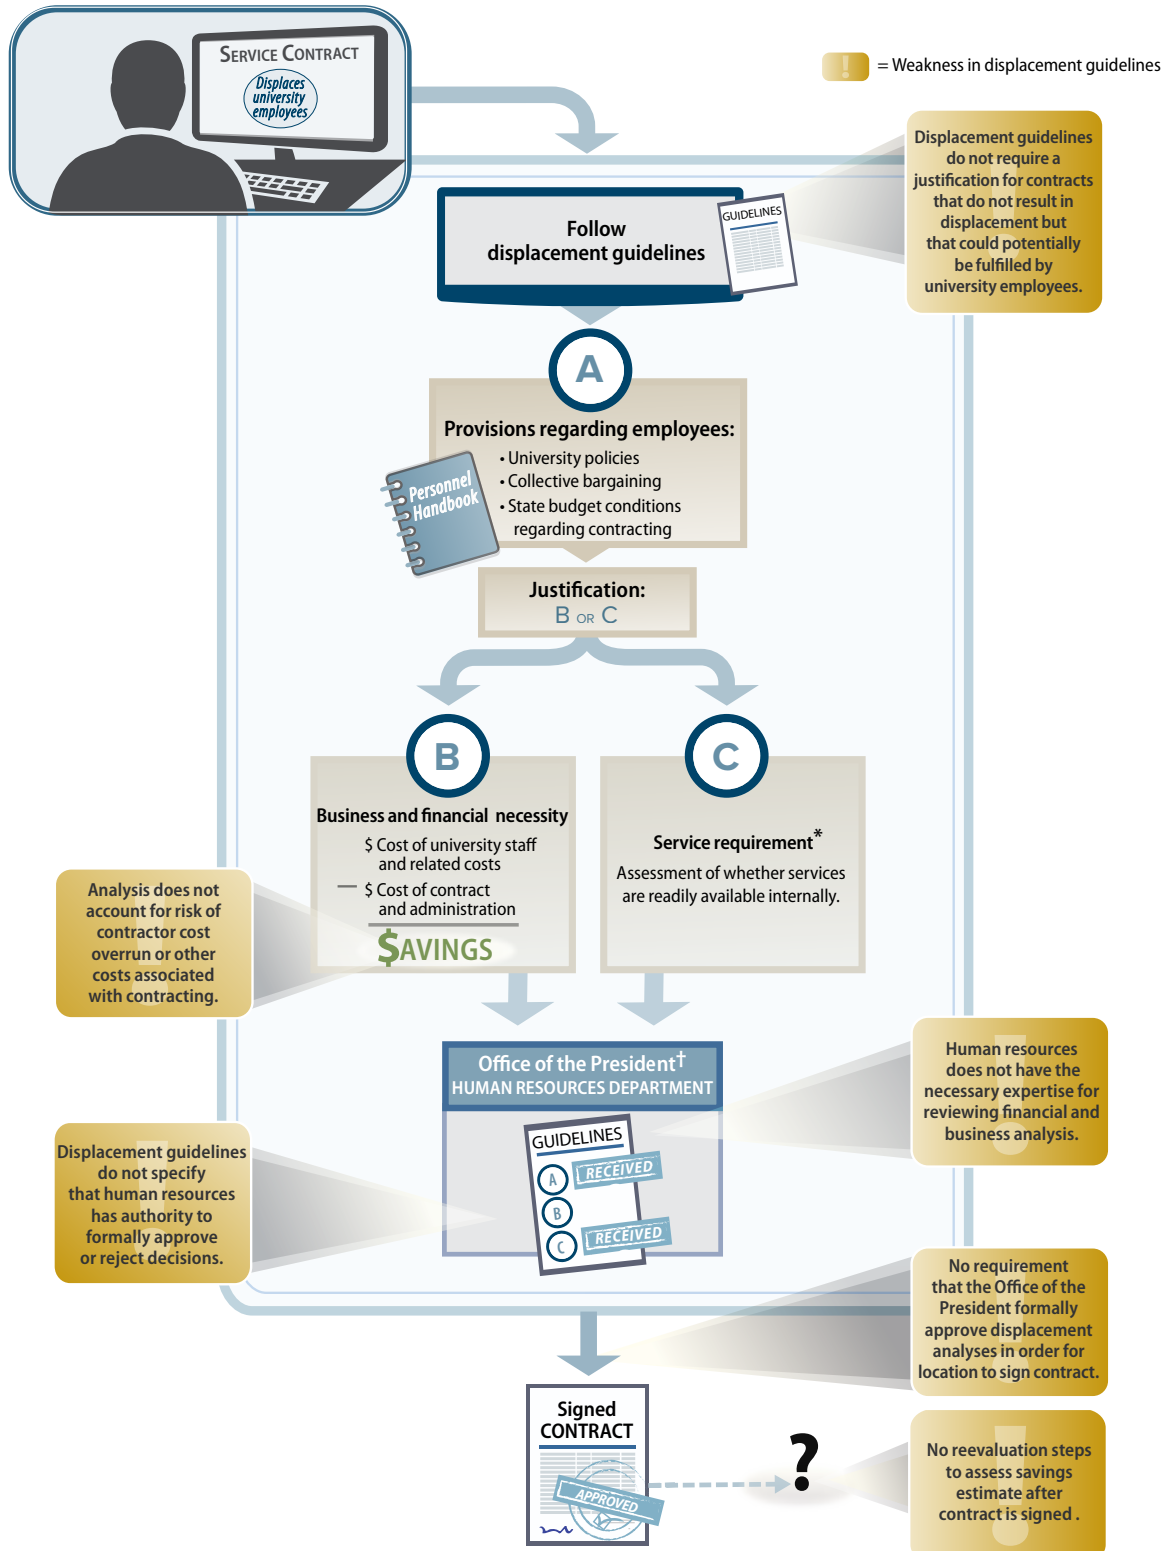 SERVICE CONTRACT
Displaces
university
employees
! = Weakness in displacement guidelines
Displacement guidelines
do not require a
justification for contracts
that do not result in
displacement but
that could potentially
be fulfilled by
university employees.
Follow
displacement guidelines
GUIDELINES
A
Provisions regarding employees:
• University policies
• Collective bargaining
• State budget conditions
regarding contracting
Personnel
Handbook
Justification:
B OR C
B
Business and financial necessity
$ Cost of university staff
and related costs
— $ Cost of contract
and administration
$AVINGS
C
Service requirement*
Assessment of whether services
are readily available internally.
Analysis does not
account for risk of
contractor cost
overrun or other
costs associated
with contracting.
Office of the President†
HUMAN RESOURCES DEPARTMENT
GUIDELINES
A RECEIVED
B
C RECEIVED
Human resources
does not have the
necessary expertise for
reviewing financial and
business analysis.
Displacement guidelines
do not specify
that human resources
has authority to
formally approve
or reject decisions.
No requirement
that the Office of the
President formally
approve displacement
analyses in order for
location to sign contract.
Signed
CONTRACT
APPROVED
?
No reevaluation steps
to assess savings
estimate after
contract is signed .